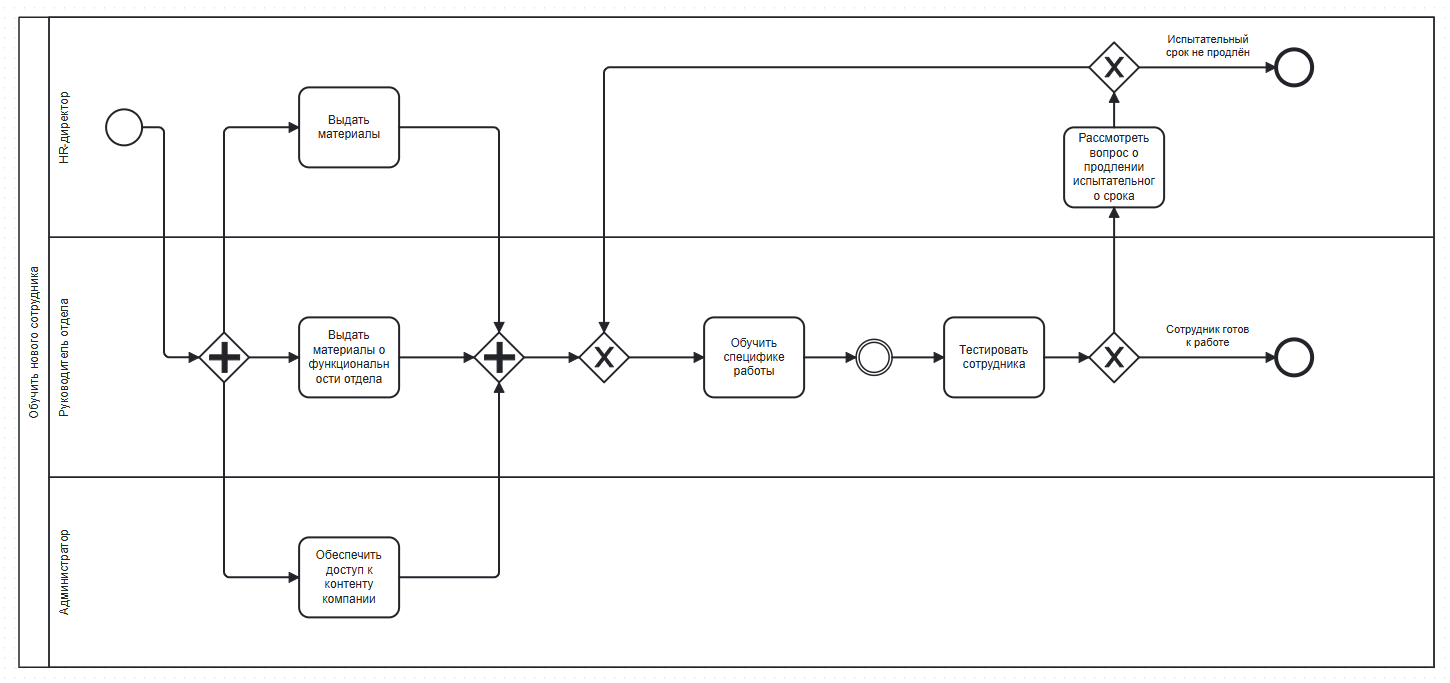 Обучить нового сотрудника
HR-директор
Выдать
материалы
Испытательный
срок не продлён
Рассмотреть
вопрос о
продлении
испытательног
о срока
Руководитель отдела
Выдать
материалы о
функциональн
ости отдела
Обучить
специфике
работы
Тестировать
сотрудника
Сотрудник готов
к работе
Администратор
Обеспечить
доступ к
контенту
компании